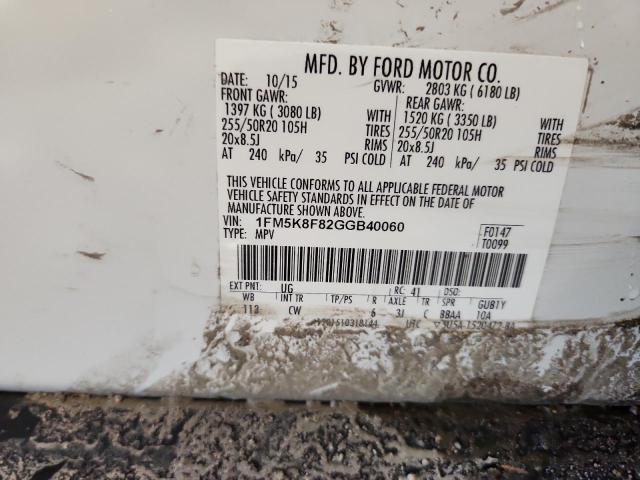 MFD. BY FORD MOTOR CO.
DATE: 10/15 GVWR: 2803 KG ( 6180 LB)
FRONT GAWR: REAR GAWR:
1397 KG ( 3080 LB) WITH 1520 KG ( 3350 LB) WITH
255/50R20 105H TIRES 255/50R20 105H TIRES
20x8.5J RIMS 20x8.5J RIMS
AT 240 kPa/ 35 PSI COLD AT 240 kPa/ 35 PSI COLD
THIS VEHICLE CONFORMS TO ALL APPLICABLE FEDERAL MOTOR
VEHICLE SAFETY STANDARDS IN EFFECT ON THE DATE OF
MANUFACTURE SHOWN ABOVE.
VIN: 1FM5K8F82GGB40060 F0147
TYPE: MPV T0099
EXT PNT: UG RC: 41 DSO:
WB INT TR TP/PS R AXLE TR SPR GUB1Y
113 CW 6 3J C BBAA 10A
UTC